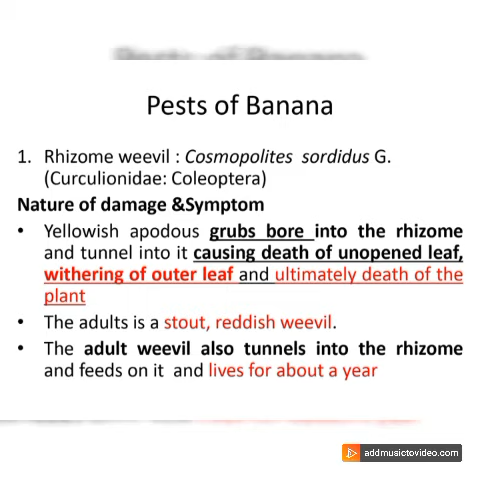 Pests of Banana
1. Rhizome weevil : Cosmopolites sordidus G.
(Curculionidae: Coleoptera)
Nature of damage &Symptom
• Yellowish apodous grubs bore into the rhizome
and tunnel into it causing death of unopened leaf,
withering of outer leaf and ultimately death of the
plant
• The adults is a stout, reddish weevil.
• The adult weevil also tunnels into the rhizome
and feeds on it and lives for about a year
addmusictovideo.com